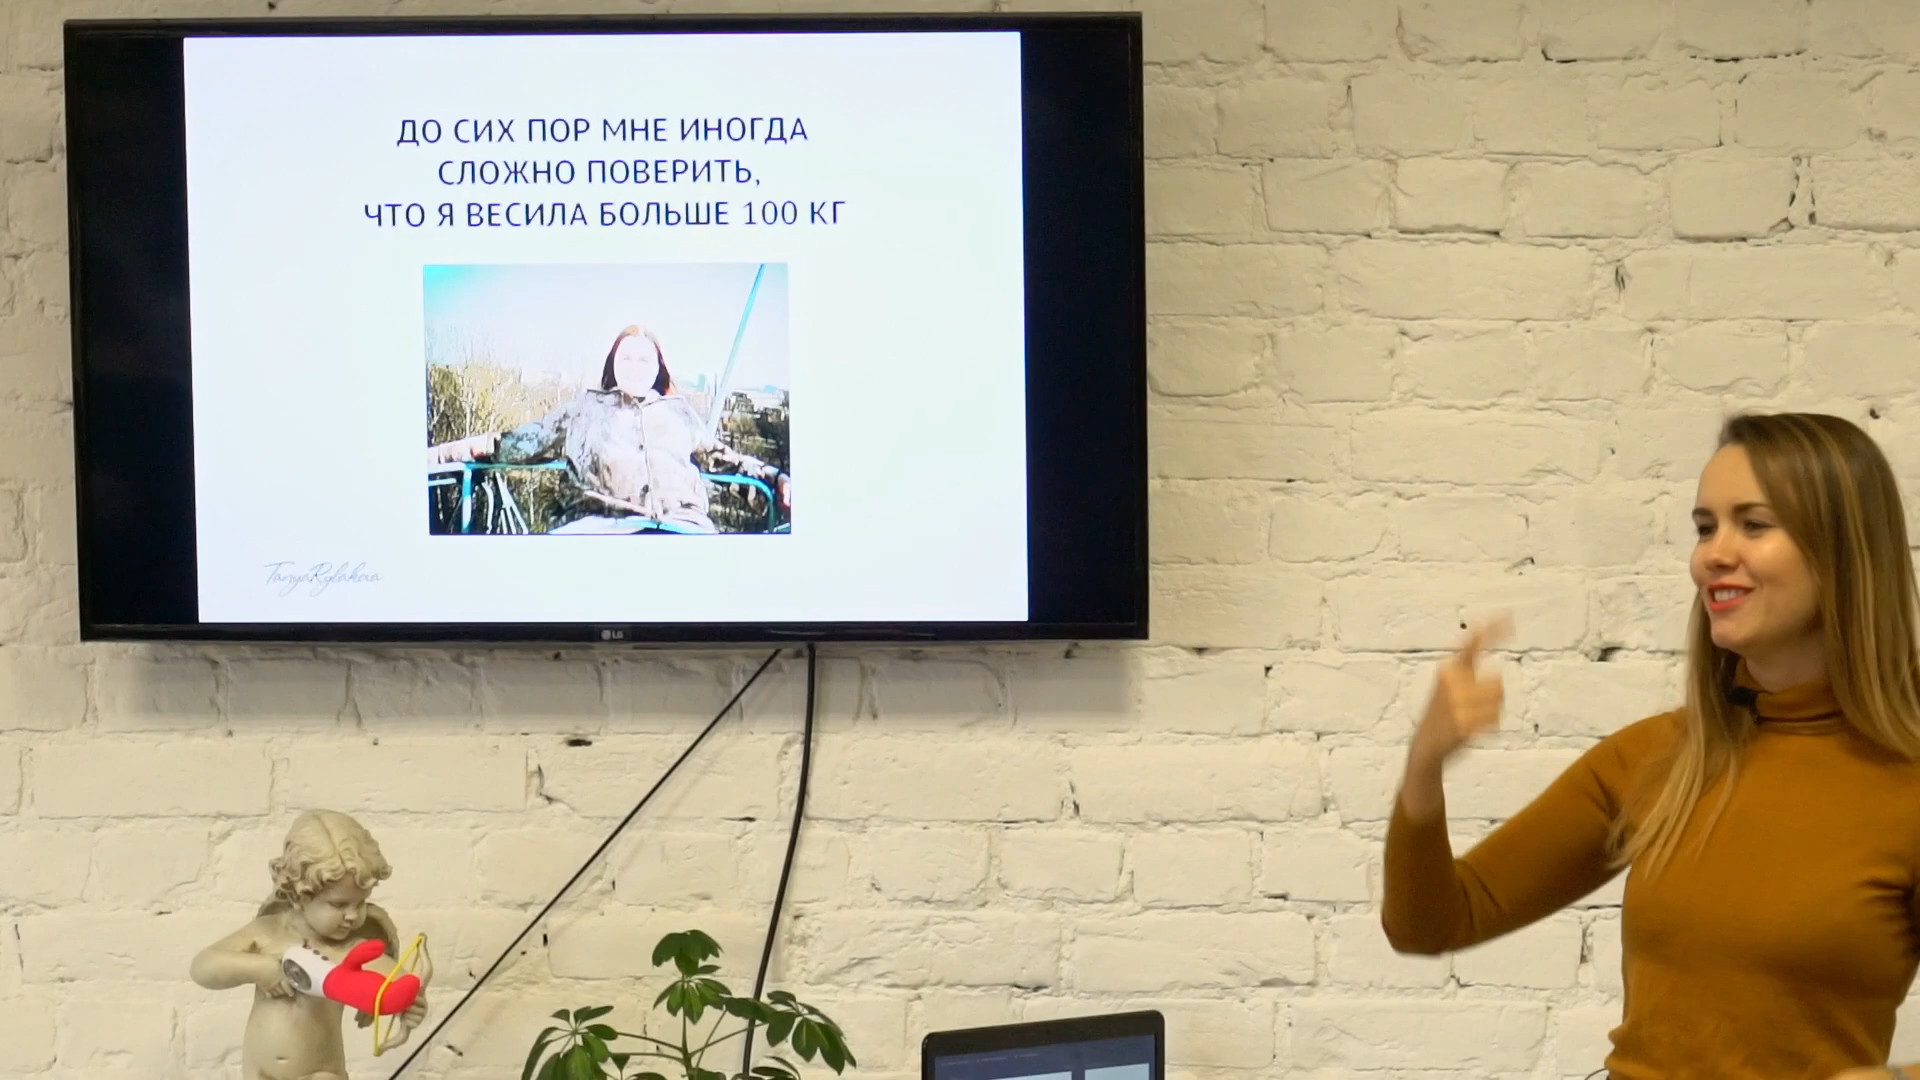 ДО СИХ ПОР МНЕ ИНОГДА
СЛОЖНО ПОВЕРИТЬ,
ЧТО Я ВЕСИЛА БОЛЬШЕ 100 КГ
TanyaRybakova
LG